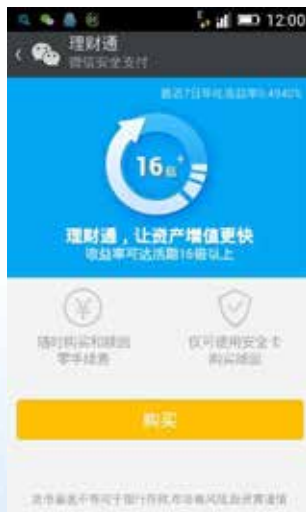 12:00
理财通
微信安全支付
最近7日年化收益率6.4940%
16倍+
理财通，让资产增值更快
收益率可达活期16倍以上
随时购买和赎回
零手续费
仅可使用安全卡
购买赎回
购买